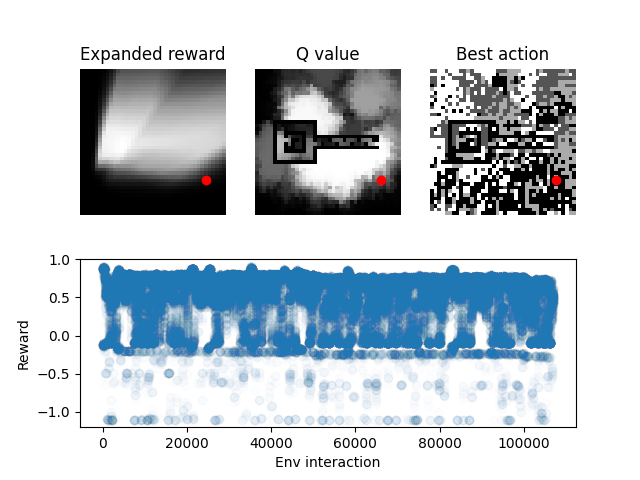 Expanded reward
Q value
Best action
1.0
0.5
0.0
−0.5
−1.0
Reward
0
20000
40000
60000
80000
100000
Env interaction